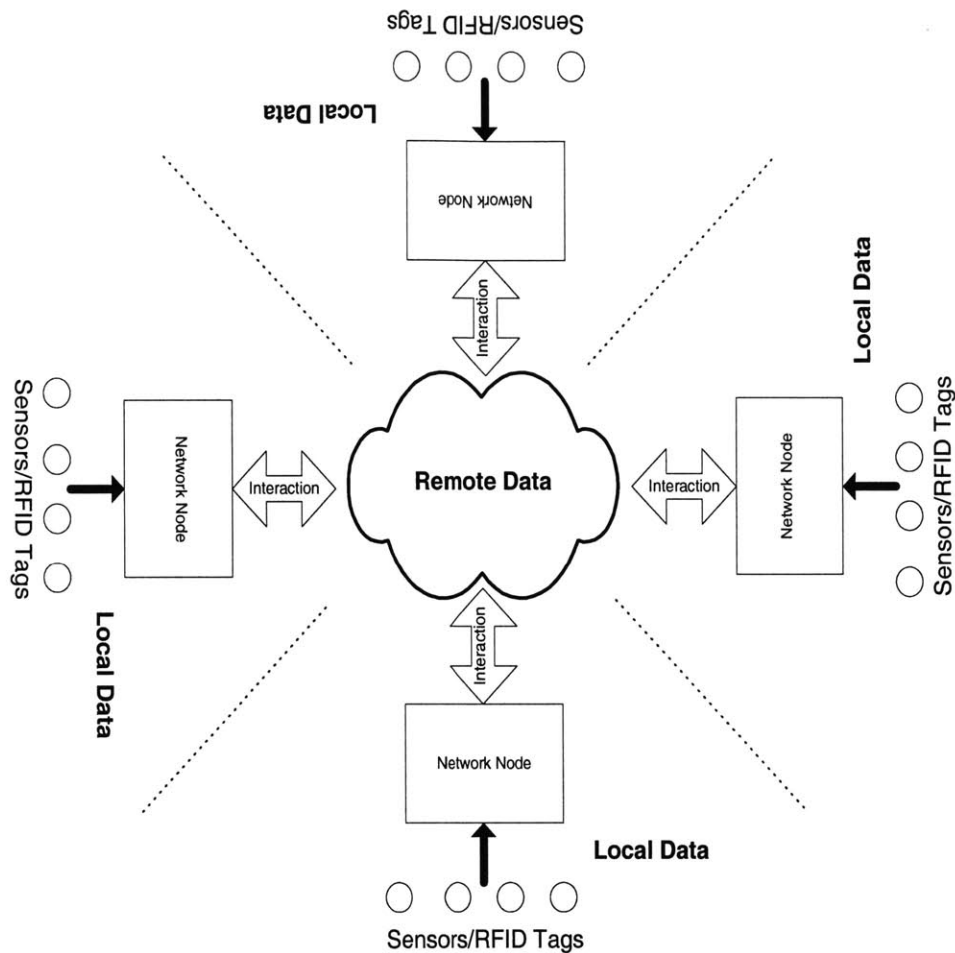 Sensors/RFID Tags
Local Data
Network Node
Interaction
Local Data
Sensors/RFID Tags
Network Node
Interaction
Remote Data
Interaction
Network Node
Sensors/RFID Tags
Local Data
Interaction
Network Node
Local Data
Sensors/RFID Tags